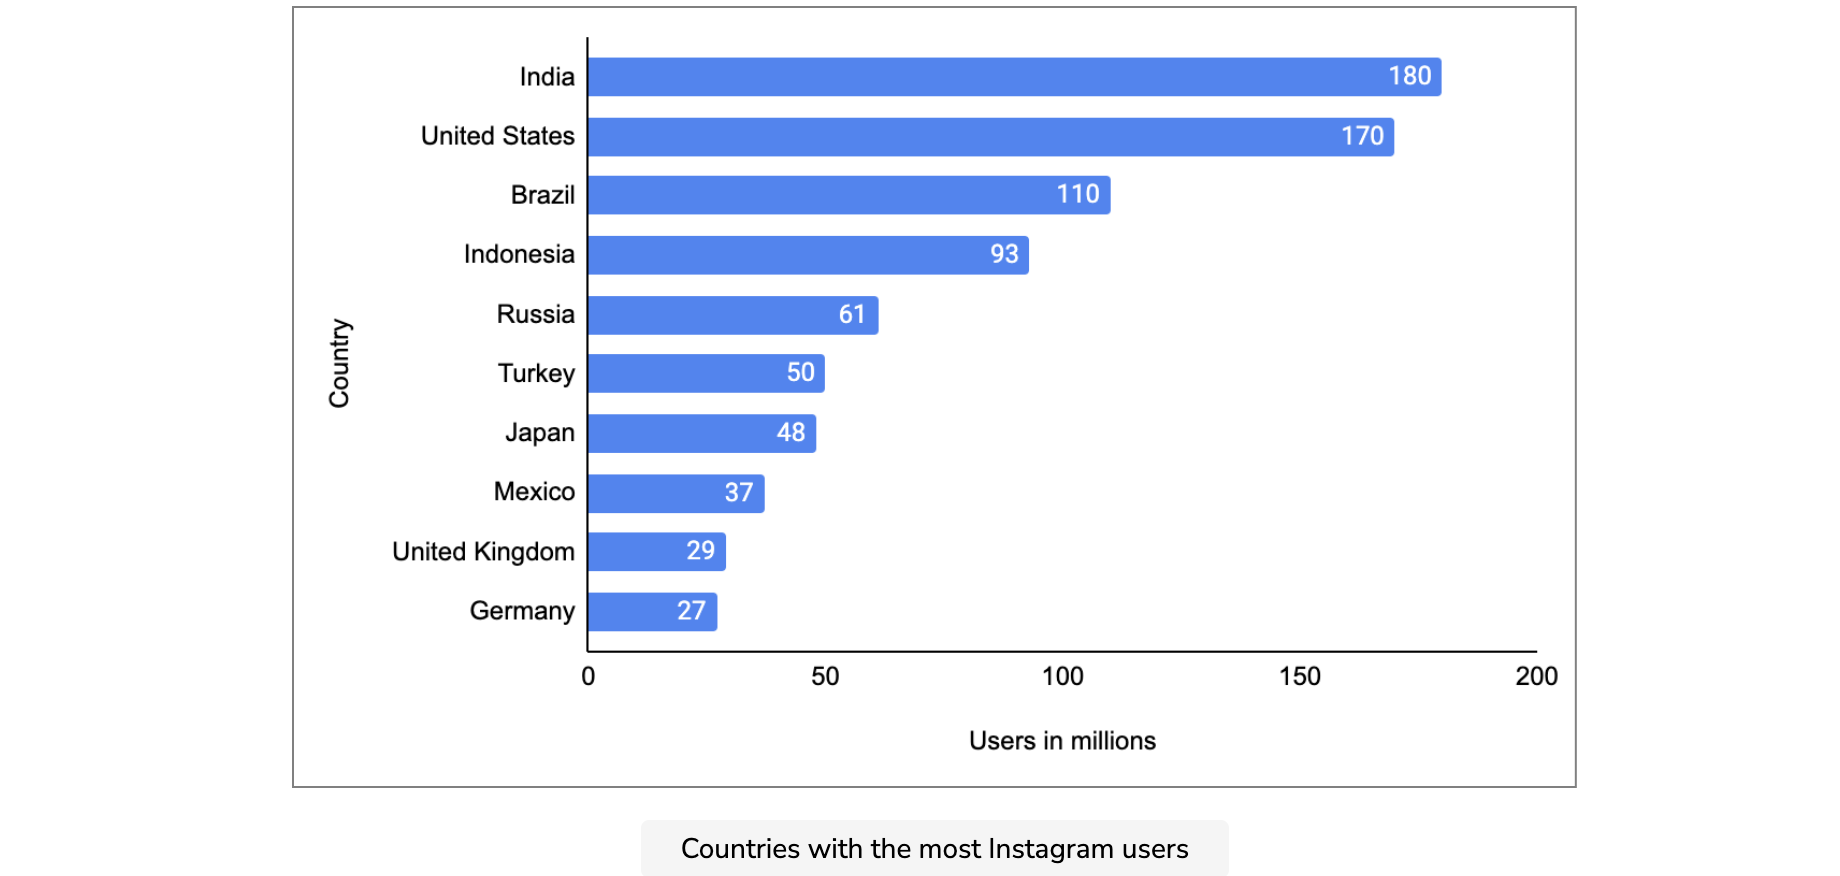 India 180
United States 170
Brazil 110
Indonesia 93
Russia 61
Turkey 50
Japan 48
Mexico 37
United Kingdom 29
Germany 27
Country
0 50 100 150 200
Users in millions
Countries with the most Instagram users